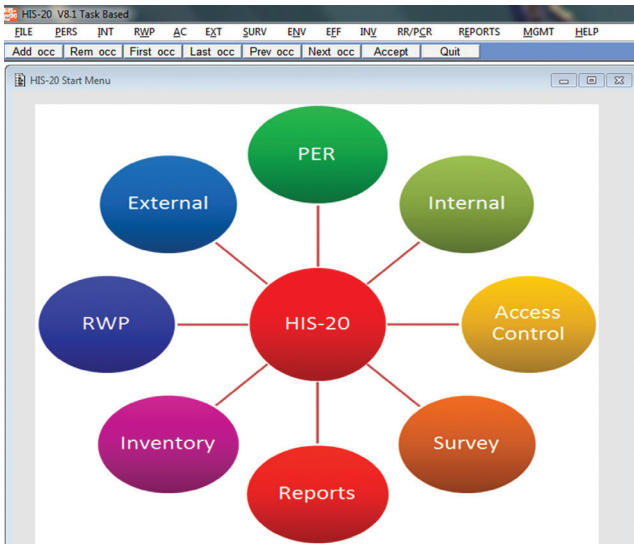 HIS-20 V8.1 Task Based
FILE PERS INT RWP AC EXT SURV ENV EFF INV RR/PCR REPORTS MGMT HELP
Add occ Rem occ First occ Last occ Prev occ Next occ Accept Quit
HIS-20 Start Menu
PER
External
Internal
RWP
HIS-20
Access
Control
Inventory
Survey
Reports